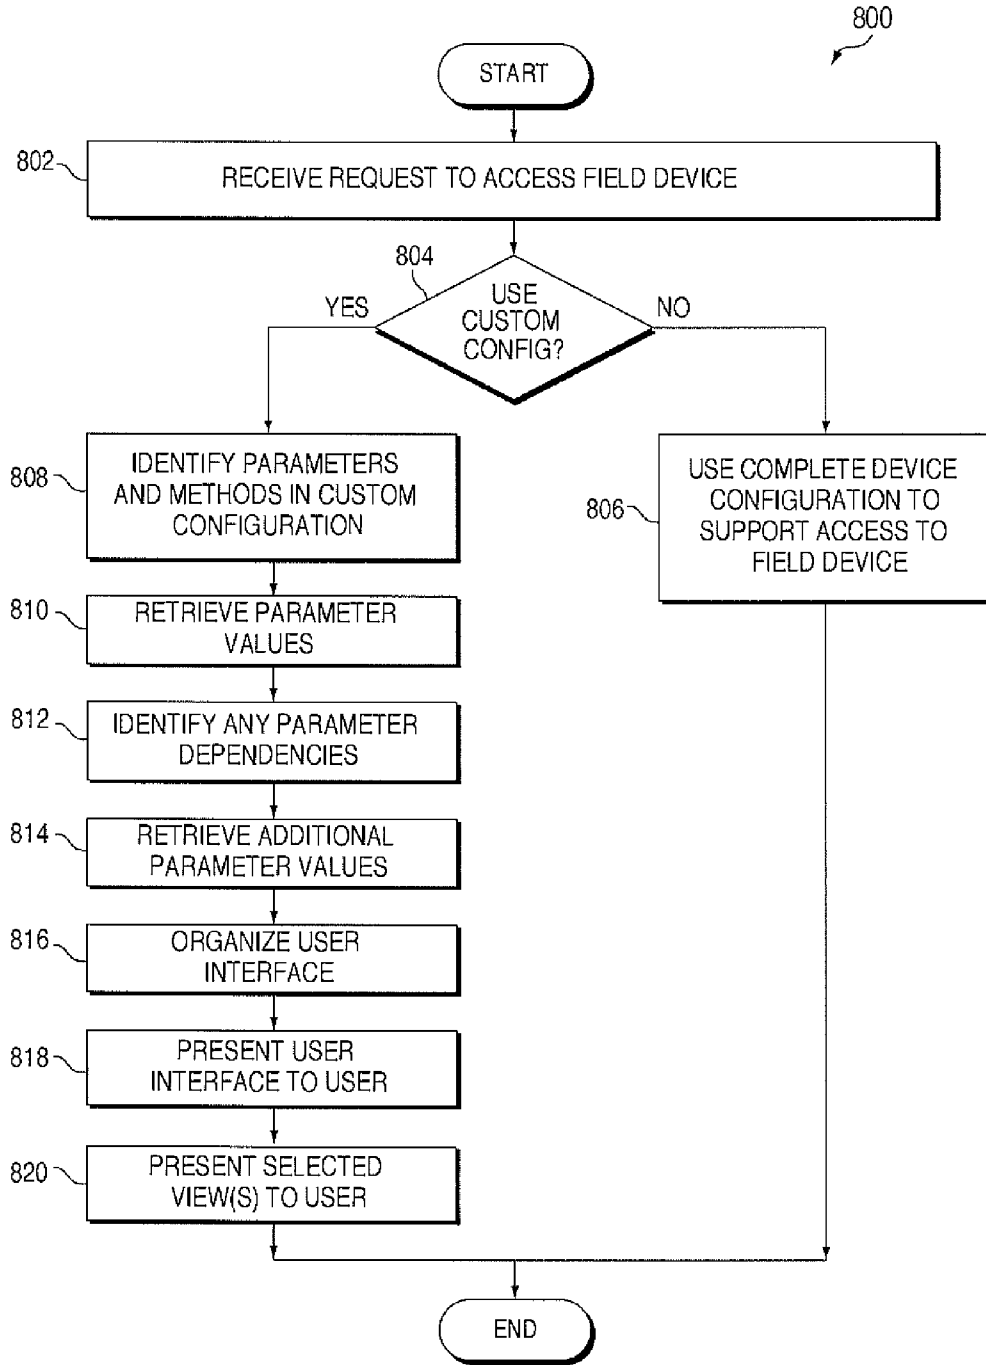 800
START
802
RECEIVE REQUEST TO ACCESS FIELD DEVICE
804
YES
USE
CUSTOM
CONFIG?
NO
808
IDENTIFY PARAMETERS
AND METHODS IN CUSTOM
CONFIGURATION
806
USE COMPLETE DEVICE
CONFIGURATION TO
SUPPORT ACCESS TO
FIELD DEVICE
810
RETRIEVE PARAMETER
VALUES
812
IDENTIFY ANY PARAMETER
DEPENDENCIES
814
RETRIEVE ADDITIONAL
PARAMETER VALUES
816
ORGANIZE USER
INTERFACE
818
PRESENT USER
INTERFACE TO USER
820
PRESENT SELECTED
VIEW(S) TO USER
END